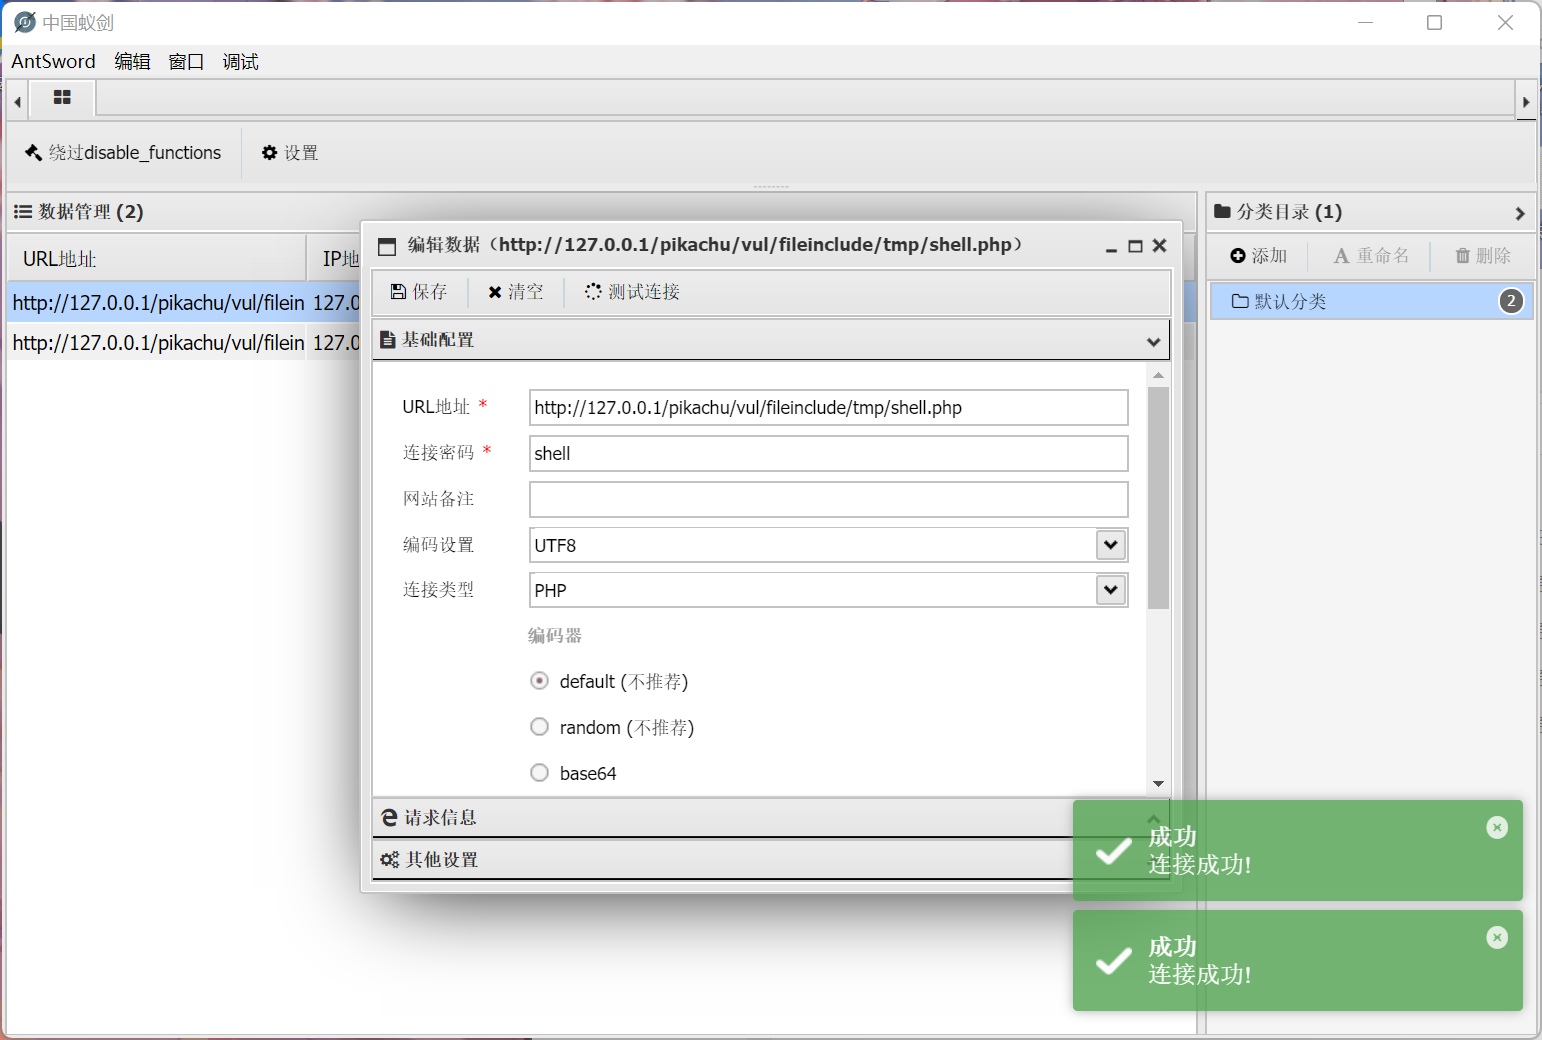 中国蚁剑
AntSword 编辑 窗口 调试
绕过disable_functions 设置
数据管理 (2)
分类目录 (1)
URL地址 IP地
添加 重命名 删除
http://127.0.0.1/pikachu/vul/filein 127.0
http://127.0.0.1/pikachu/vul/filein 127.0
默认分类 2
编辑数据（http://127.0.0.1/pikachu/vul/fileinclude/tmp/shell.php）
保存 清空 测试连接
基础配置
URL地址 * http://127.0.0.1/pikachu/vul/fileinclude/tmp/shell.php
连接密码 * shell
网站备注
编码设置 UTF8
连接类型 PHP
编码器
default (不推荐)
random (不推荐)
base64
请求信息
其他设置
成功
连接成功!
成功
连接成功!